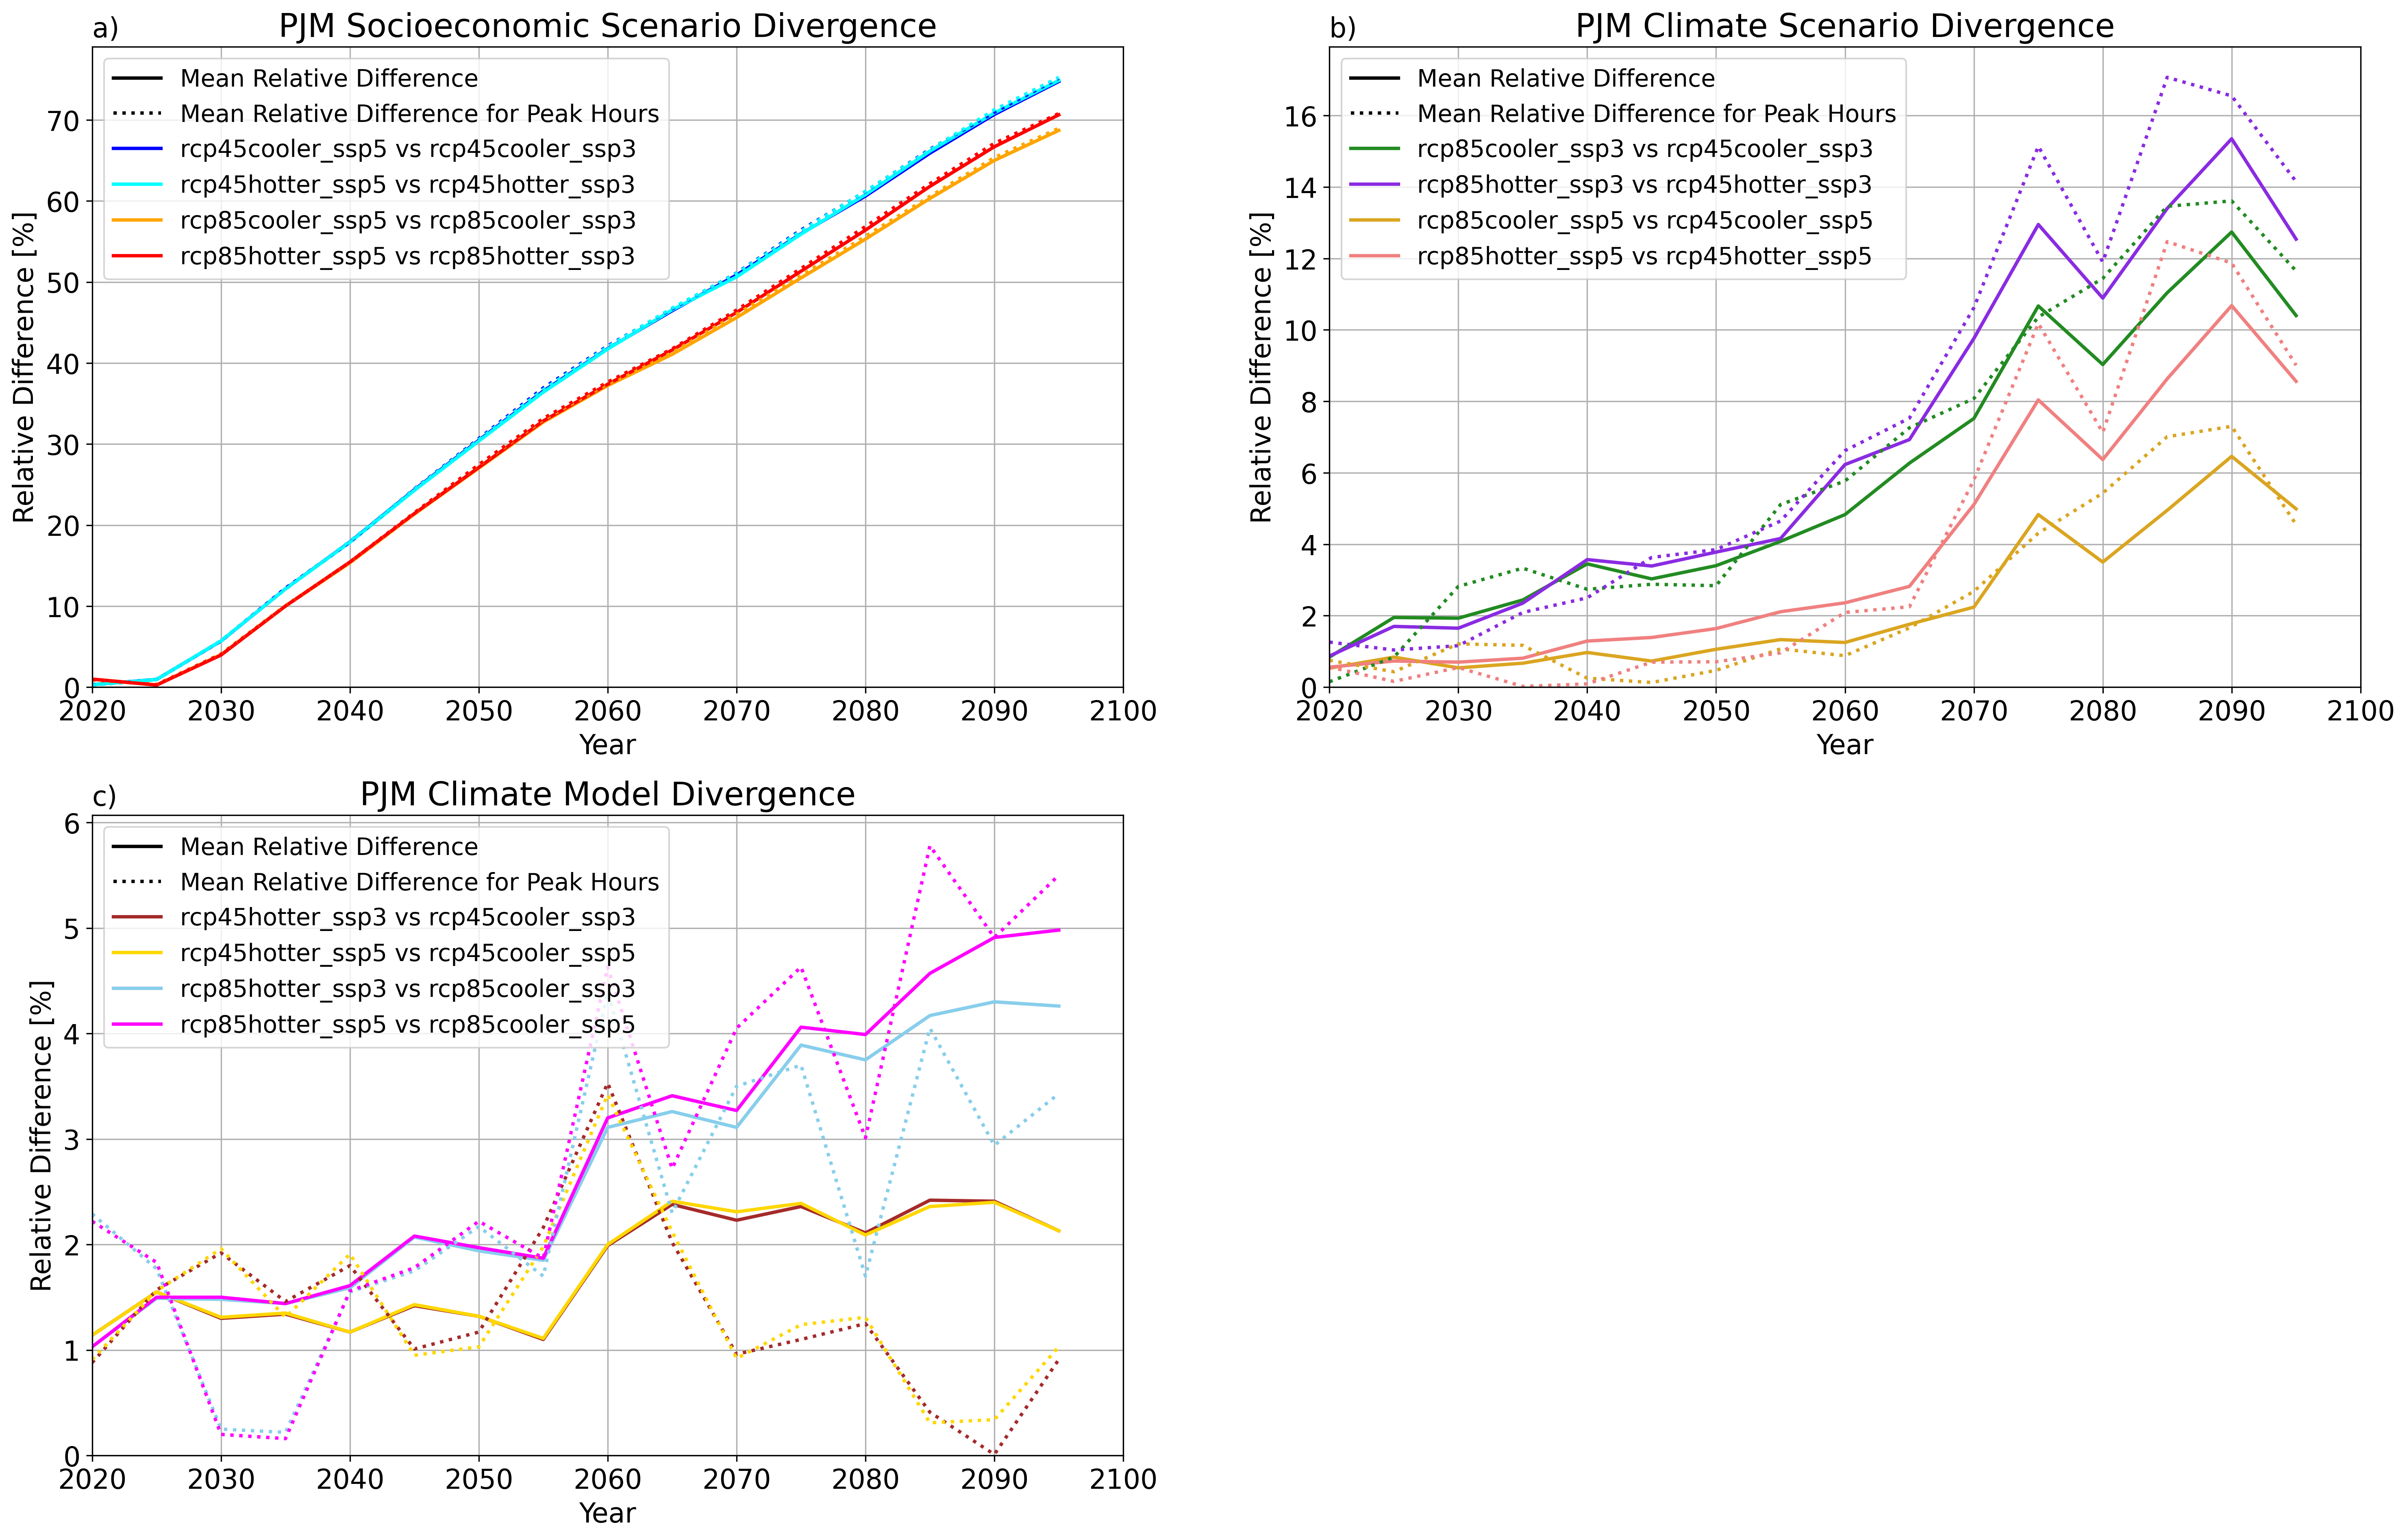 a)
PJM Socioeconomic Scenario Divergence
Mean Relative Difference
Mean Relative Difference for Peak Hours
rcp45cooler_ssp5 vs rcp45cooler_ssp3
rcp45hotter_ssp5 vs rcp45hotter_ssp3
rcp85cooler_ssp5 vs rcp85cooler_ssp3
rcp85hotter_ssp5 vs rcp85hotter_ssp3
Relative Difference [%]
70
60
50
40
30
20
10
0
2020 2030 2040 2050 2060 2070 2080 2090 2100
Year
b)
PJM Climate Scenario Divergence
Mean Relative Difference
Mean Relative Difference for Peak Hours
rcp85cooler_ssp3 vs rcp45cooler_ssp3
rcp85hotter_ssp3 vs rcp45hotter_ssp3
rcp85cooler_ssp5 vs rcp45cooler_ssp5
rcp85hotter_ssp5 vs rcp45hotter_ssp5
Relative Difference [%]
16
14
12
10
8
6
4
2
0
2020 2030 2040 2050 2060 2070 2080 2090 2100
Year
c)
PJM Climate Model Divergence
Mean Relative Difference
Mean Relative Difference for Peak Hours
rcp45hotter_ssp3 vs rcp45cooler_ssp3
rcp45hotter_ssp5 vs rcp45cooler_ssp5
rcp85hotter_ssp3 vs rcp85cooler_ssp3
rcp85hotter_ssp5 vs rcp85cooler_ssp5
Relative Difference [%]
6
5
4
3
2
1
0
2020 2030 2040 2050 2060 2070 2080 2090 2100
Year